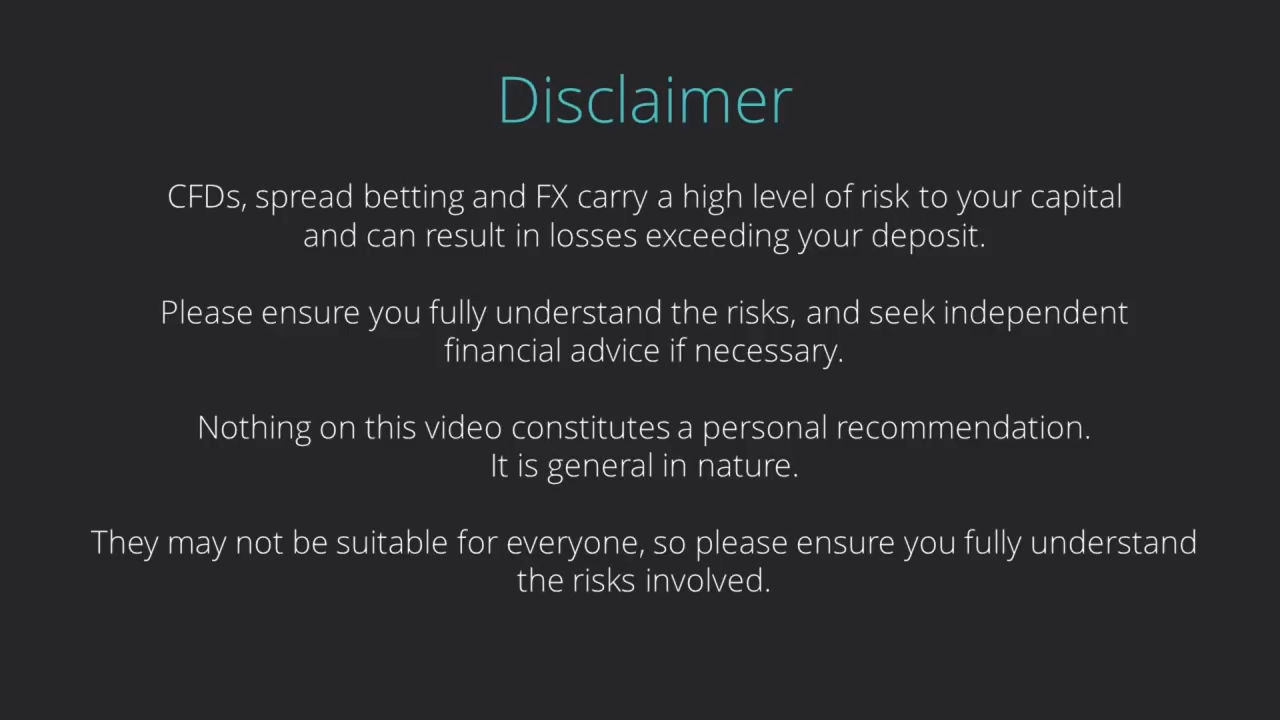 Disclaimer
CFDs, spread betting and FX carry a high level of risk to your capital
and can result in losses exceeding your deposit.
Please ensure you fully understand the risks, and seek independent
financial advice if necessary.
Nothing on this video constitutes a personal recommendation.
It is general in nature.
They may not be suitable for everyone, so please ensure you fully understand
the risks involved.